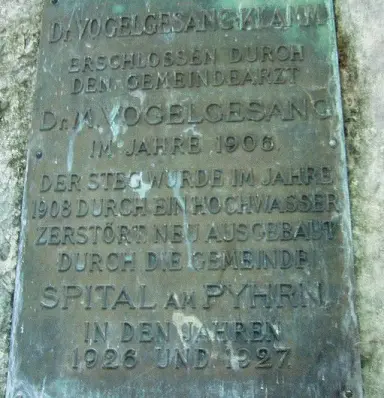 DR. VOGELGESANG-KLAMM
ERSCHLOSSEN DURCH
DEN GEMEINDEARZT
DR. M. VOGELGESANG
IM JAHRE 1906.
DER STEG WURDE IM JAHRE
1908 DURCH EIN HOCHWASSER
ZERSTÖRT. NEU AUSGEBAUT
DURCH DIE GEMEINDE
SPITAL AM PYHRN
IN DEN JAHREN
1926 UND 1927.